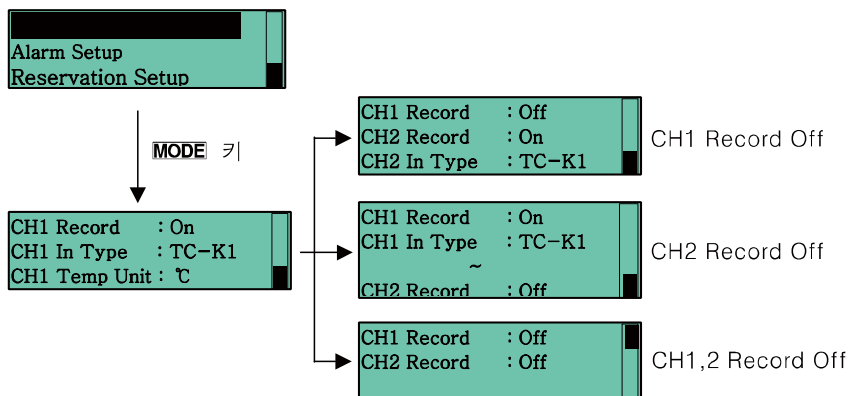 Alarm Setup
Reservation Setup
MODE 키
CH1 Record : On
CH1 In Type : TC-K1
CH1 Temp Unit : ℃
CH1 Record : Off
CH2 Record : On
CH2 In Type : TC-K1
CH1 Record Off
CH1 Record : On
CH1 In Type : TC-K1
~
CH2 Record : Off
CH2 Record Off
CH1 Record : Off
CH2 Record : Off
CH1,2 Record Off